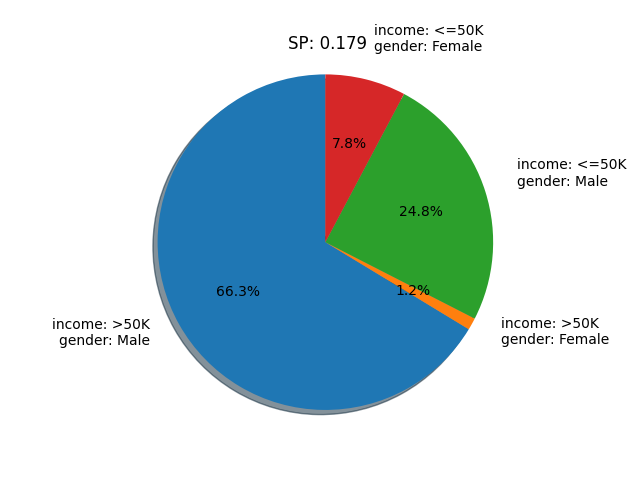 income: <=50K
gender: Female
SP: 0.179
7.8%
income: <=50K
gender: Male
24.8%
66.3%
1.2%
income: >50K
gender: Male
income: >50K
gender: Female